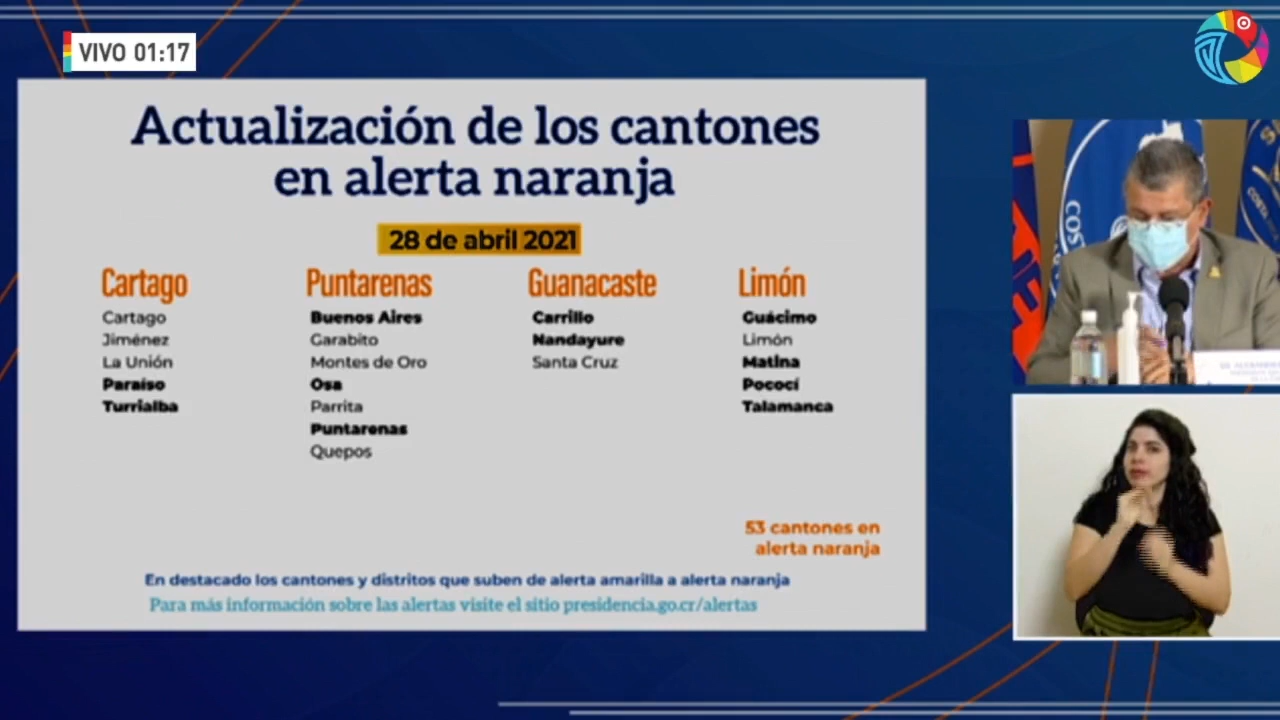 VIVO 01:17
Actualización de los cantones
en alerta naranja
28 de abril 2021
Cartago
Cartago
Jiménez
La Unión
Paraíso
Turrialba
Puntarenas
Buenos Aires
Garabito
Montes de Oro
Osa
Parrita
Puntarenas
Quepos
Guanacaste
Carrillo
Nandayure
Santa Cruz
Limón
Guácimo
Limón
Matina
Pococí
Talamanca
53 cantones en
alerta naranja
En destacado los cantones y distritos que suben de alerta amarilla a alerta naranja
Para más información sobre las alertas visite el sitio presidencia.go.cr/alertas